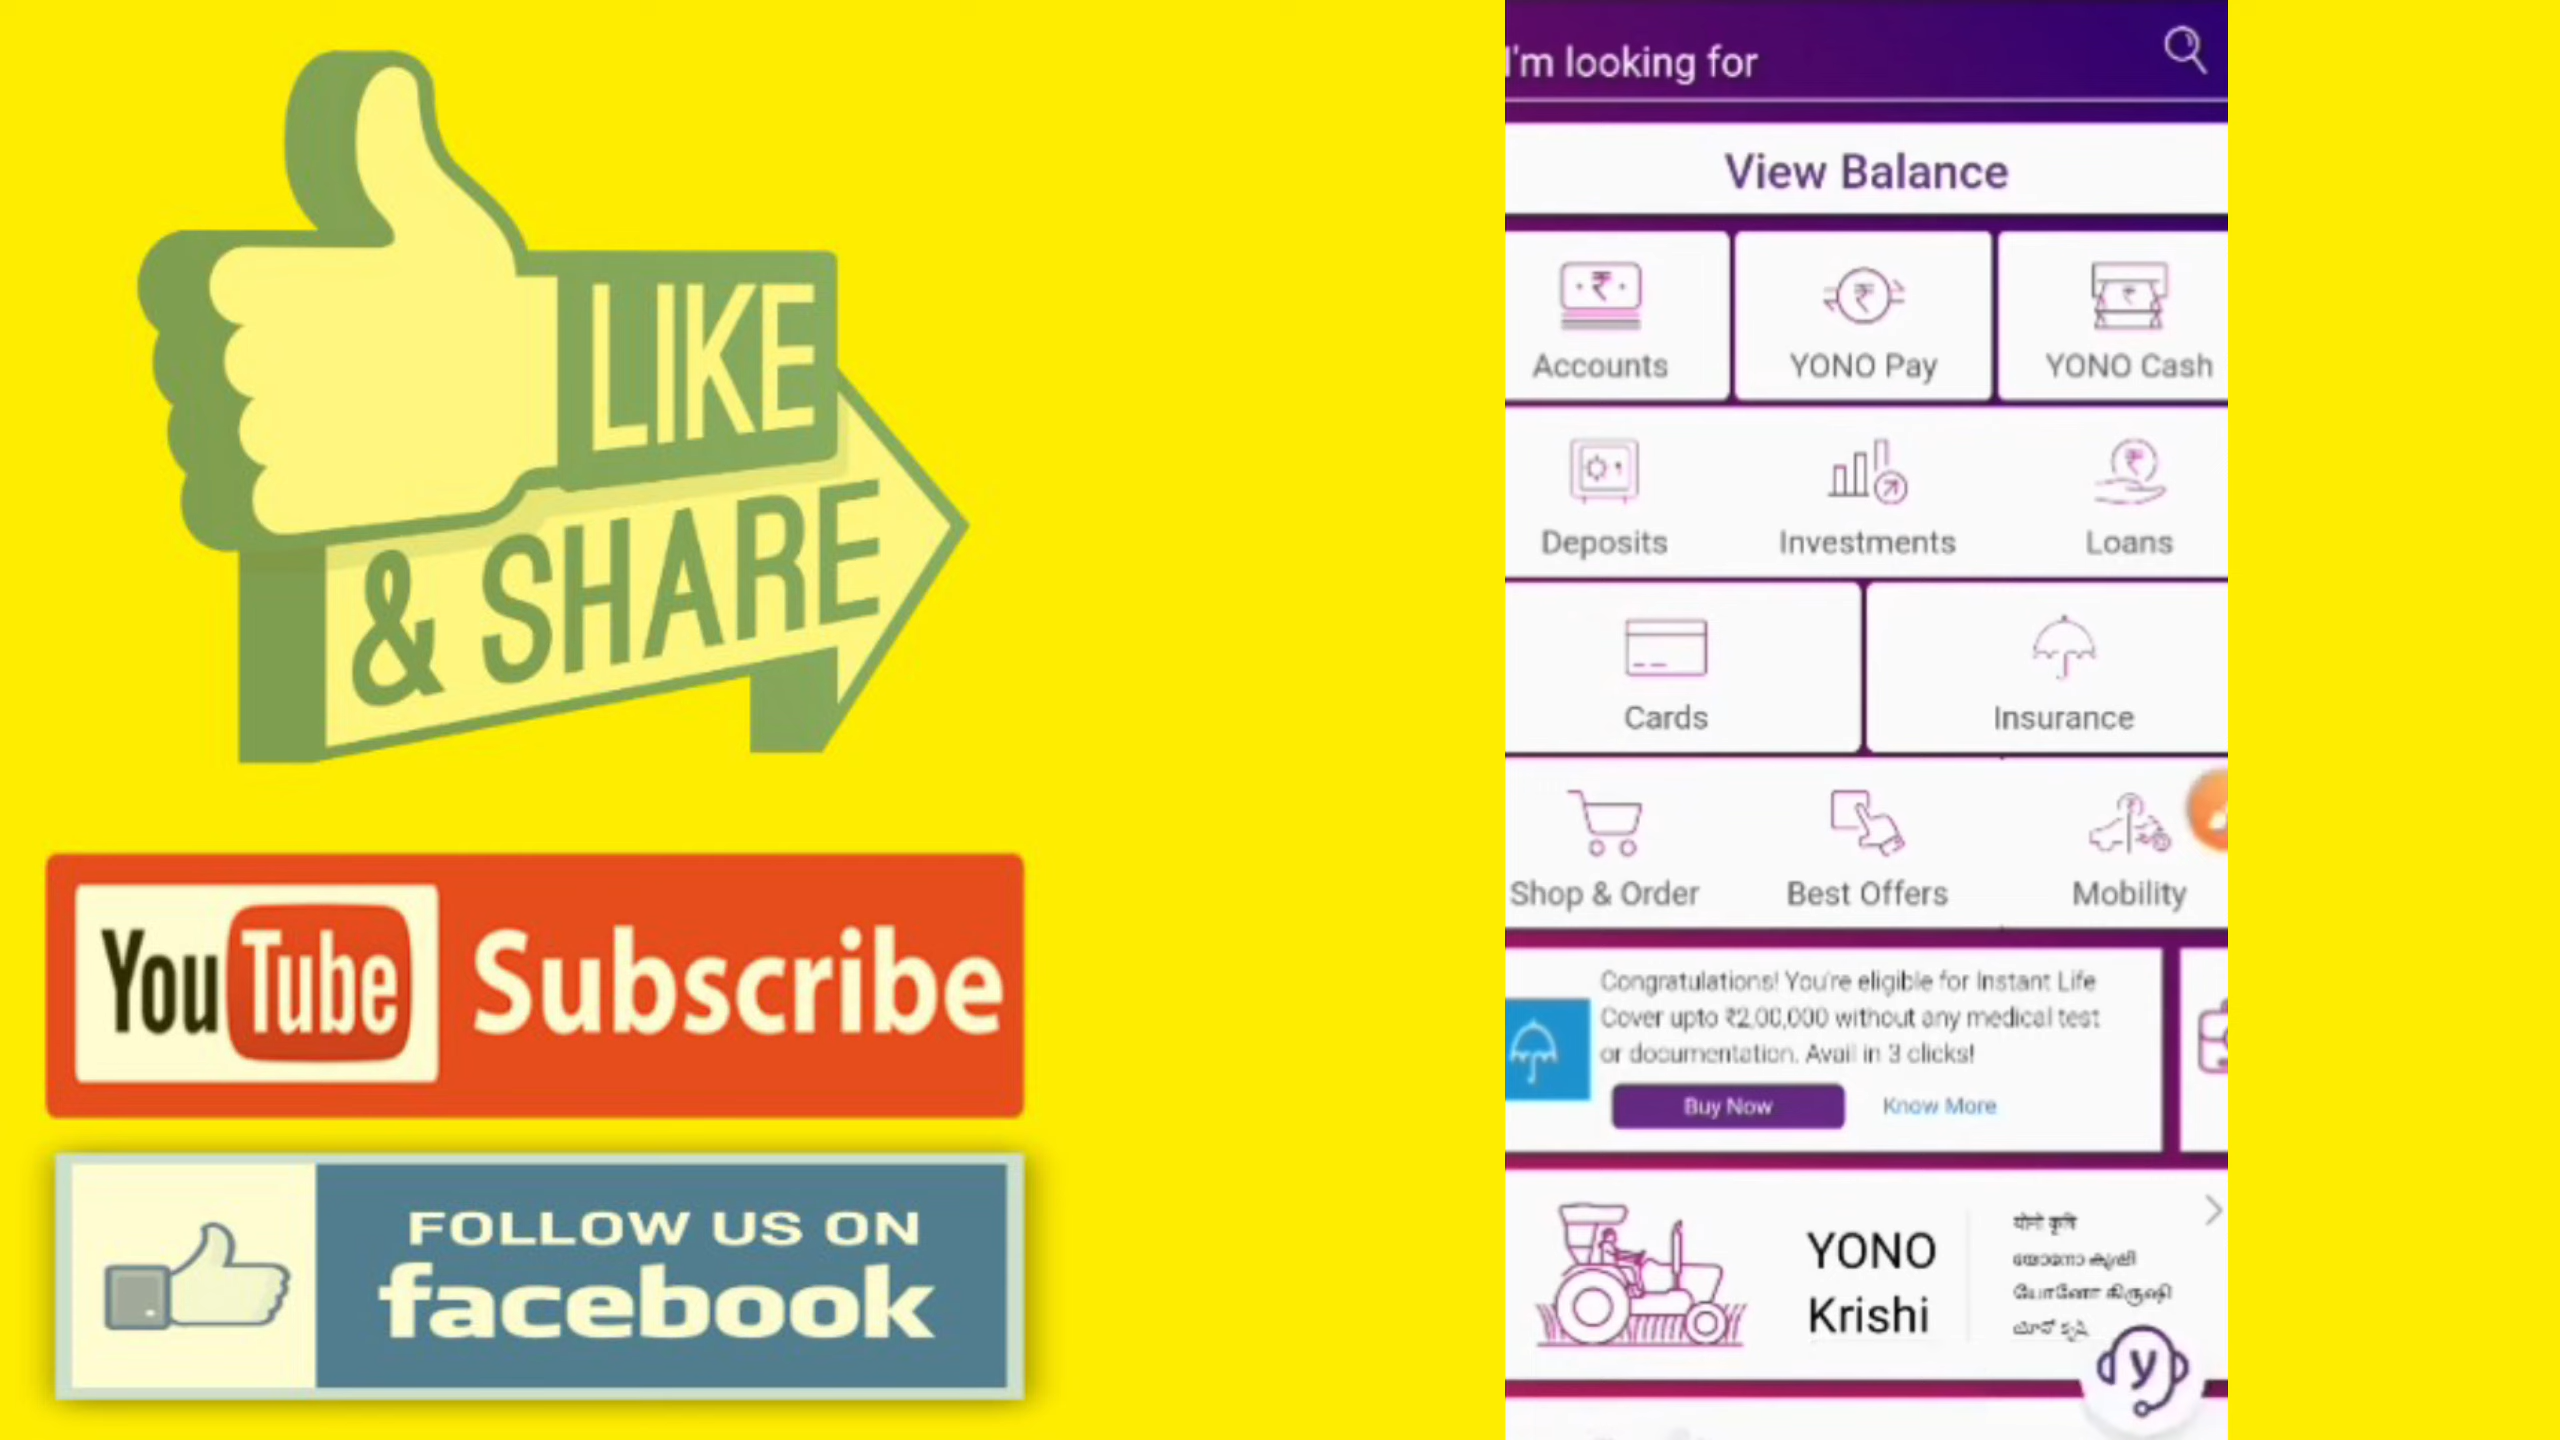 LIKE
& SHARE
YouTube Subscribe
FOLLOW US ON
facebook
I'm looking for
View Balance
Accounts
YONO Pay
YONO Cash
Deposits
Investments
Loans
Cards
Insurance
Shop & Order
Best Offers
Mobility
Congratulations! You're eligible for Instant Life
Cover upto ₹2,00,000 without any medical test
or documentation. Avail in 3 clicks!
Buy Now
Know More
YONO
Krishi
योनो कृषि
യോനോ കൃഷി
யோனோ கிருஷி
y